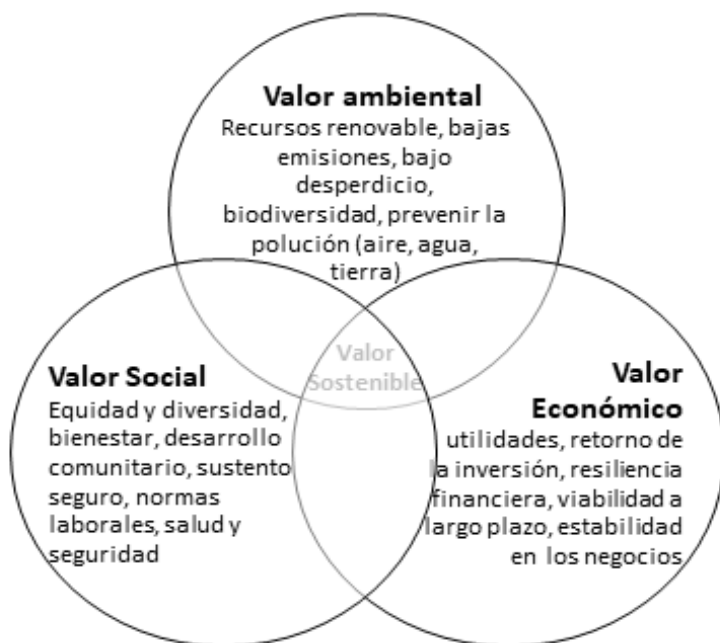 Valor ambiental
Recursos renovable, bajas
emisiones, bajo
desperdicio,
biodiversidad, prevenir la
polución (aire, agua,
tierra)
Valor
Sostenible
Valor Social
Equidad y diversidad,
bienestar, desarrollo
comunitario, sustento
seguro, normas
laborales, salud y
seguridad
Valor
Económico
utilidades, retorno de
la inversión, resiliencia
financiera, viabilidad a
largo plazo, estabilidad
en los negocios